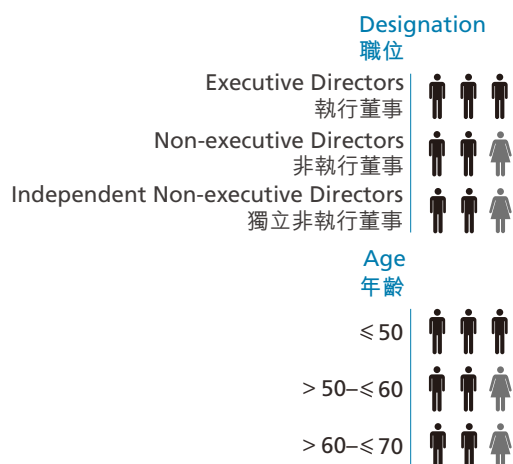 Designation
職位
Executive Directors
執行董事
Non-executive Directors
非執行董事
Independent Non-executive Directors
獨立非執行董事
Age
年齡
≤ 50
> 50–≤ 60
> 60–≤ 70